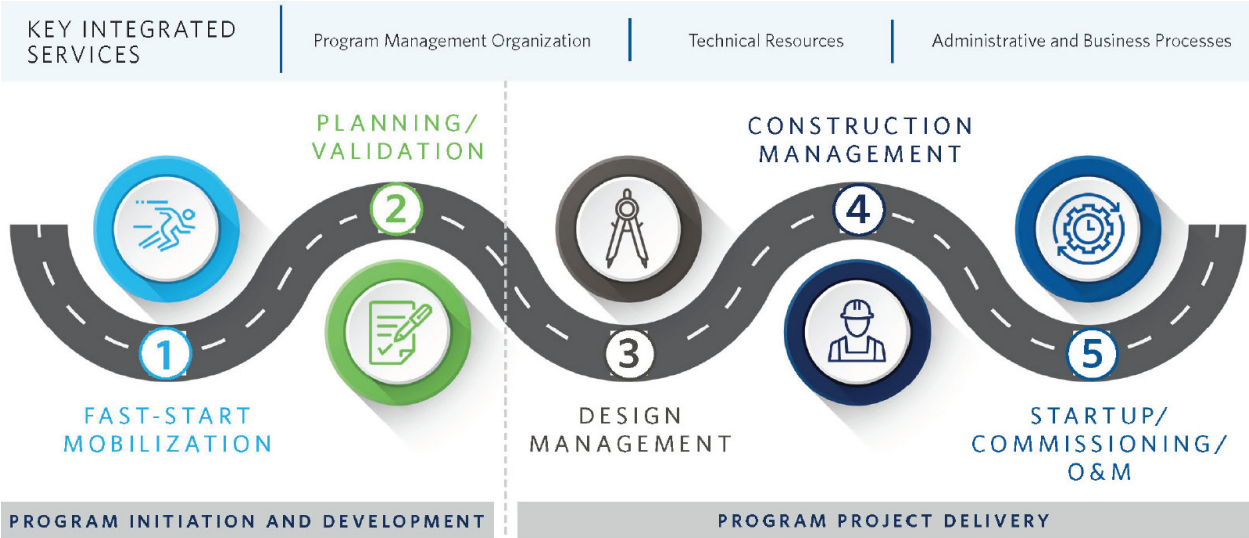 KEY INTEGRATED
SERVICES
Program Management Organization
Technical Resources
Administrative and Business Processes
PLANNING/
VALIDATION
CONSTRUCTION
MANAGEMENT
2
4
1
3
5
FAST-START
MOBILIZATION
DESIGN
MANAGEMENT
STARTUP/
COMMISSIONING/
O&M
PROGRAM INITIATION AND DEVELOPMENT
PROGRAM PROJECT DELIVERY